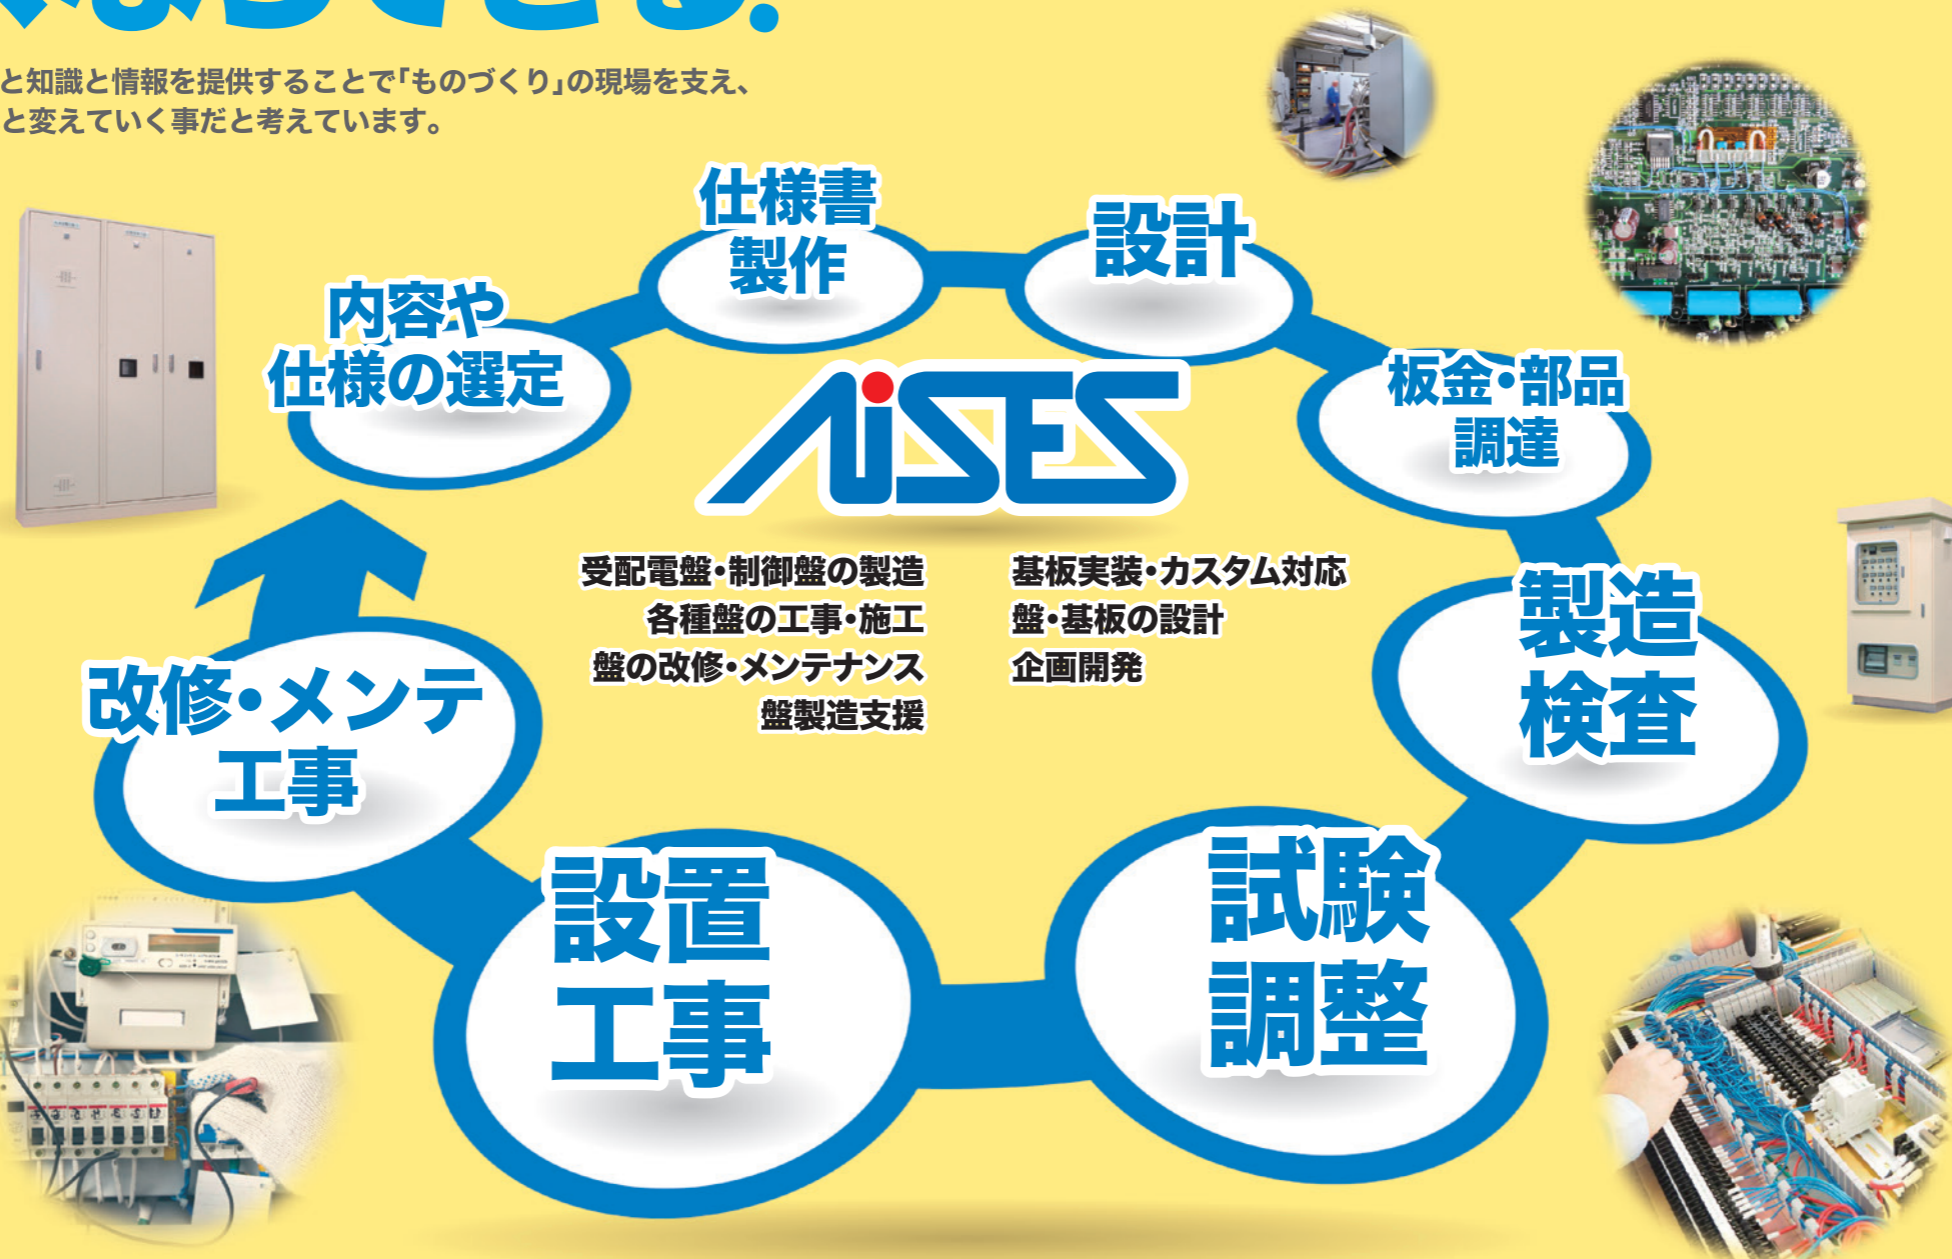 ならできる.
と知識と情報を提供することで「ものづくり」の現場を支え、
と変えていく事だと考えています。
仕様書
製作
設計
内容や
仕様の選定
板金・部品
調達
AiSES
受配電盤・制御盤の製造
各種盤の工事・施工
盤の改修・メンテナンス
盤製造支援
基板実装・カスタム対応
盤・基板の設計
企画開発
製造
検査
改修・メンテ
工事
設置
工事
試験
調整